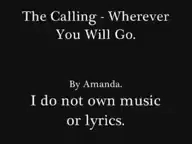 The Calling - Wherever
You Will Go.
By Amanda.
I do not own music
or lyrics.